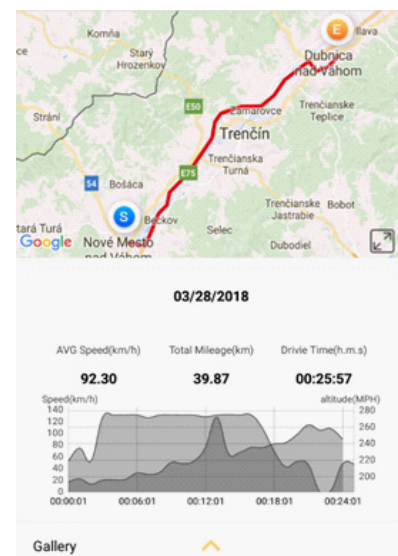 Komňa
Ilava
ce
Starý
Hrozenkov
Dubnica
nad Váhom
E
E50
Zamarovce
Trenčianske
Teplice
Strání
Trenčín
Trenčianska
Turná
E75
54
Bošáca
S
Beckov
Trenčianske
Jastrabie
Bobot
tará Turá
Selec
Google
Nové Mesto
nad Váhom
Dubodiel
03/28/2018
AVG Speed(km/h) Total Mileage(km) Drivie Time(h.m.s)
92.30 39.87 00:25:57
Speed(km/h) altitude(MPH)
140 280
120
100 260
80 240
60
40 220
20 200
0
00:00:01 00:06:01 00:12:01 00:18:01 00:24:01
Gallery